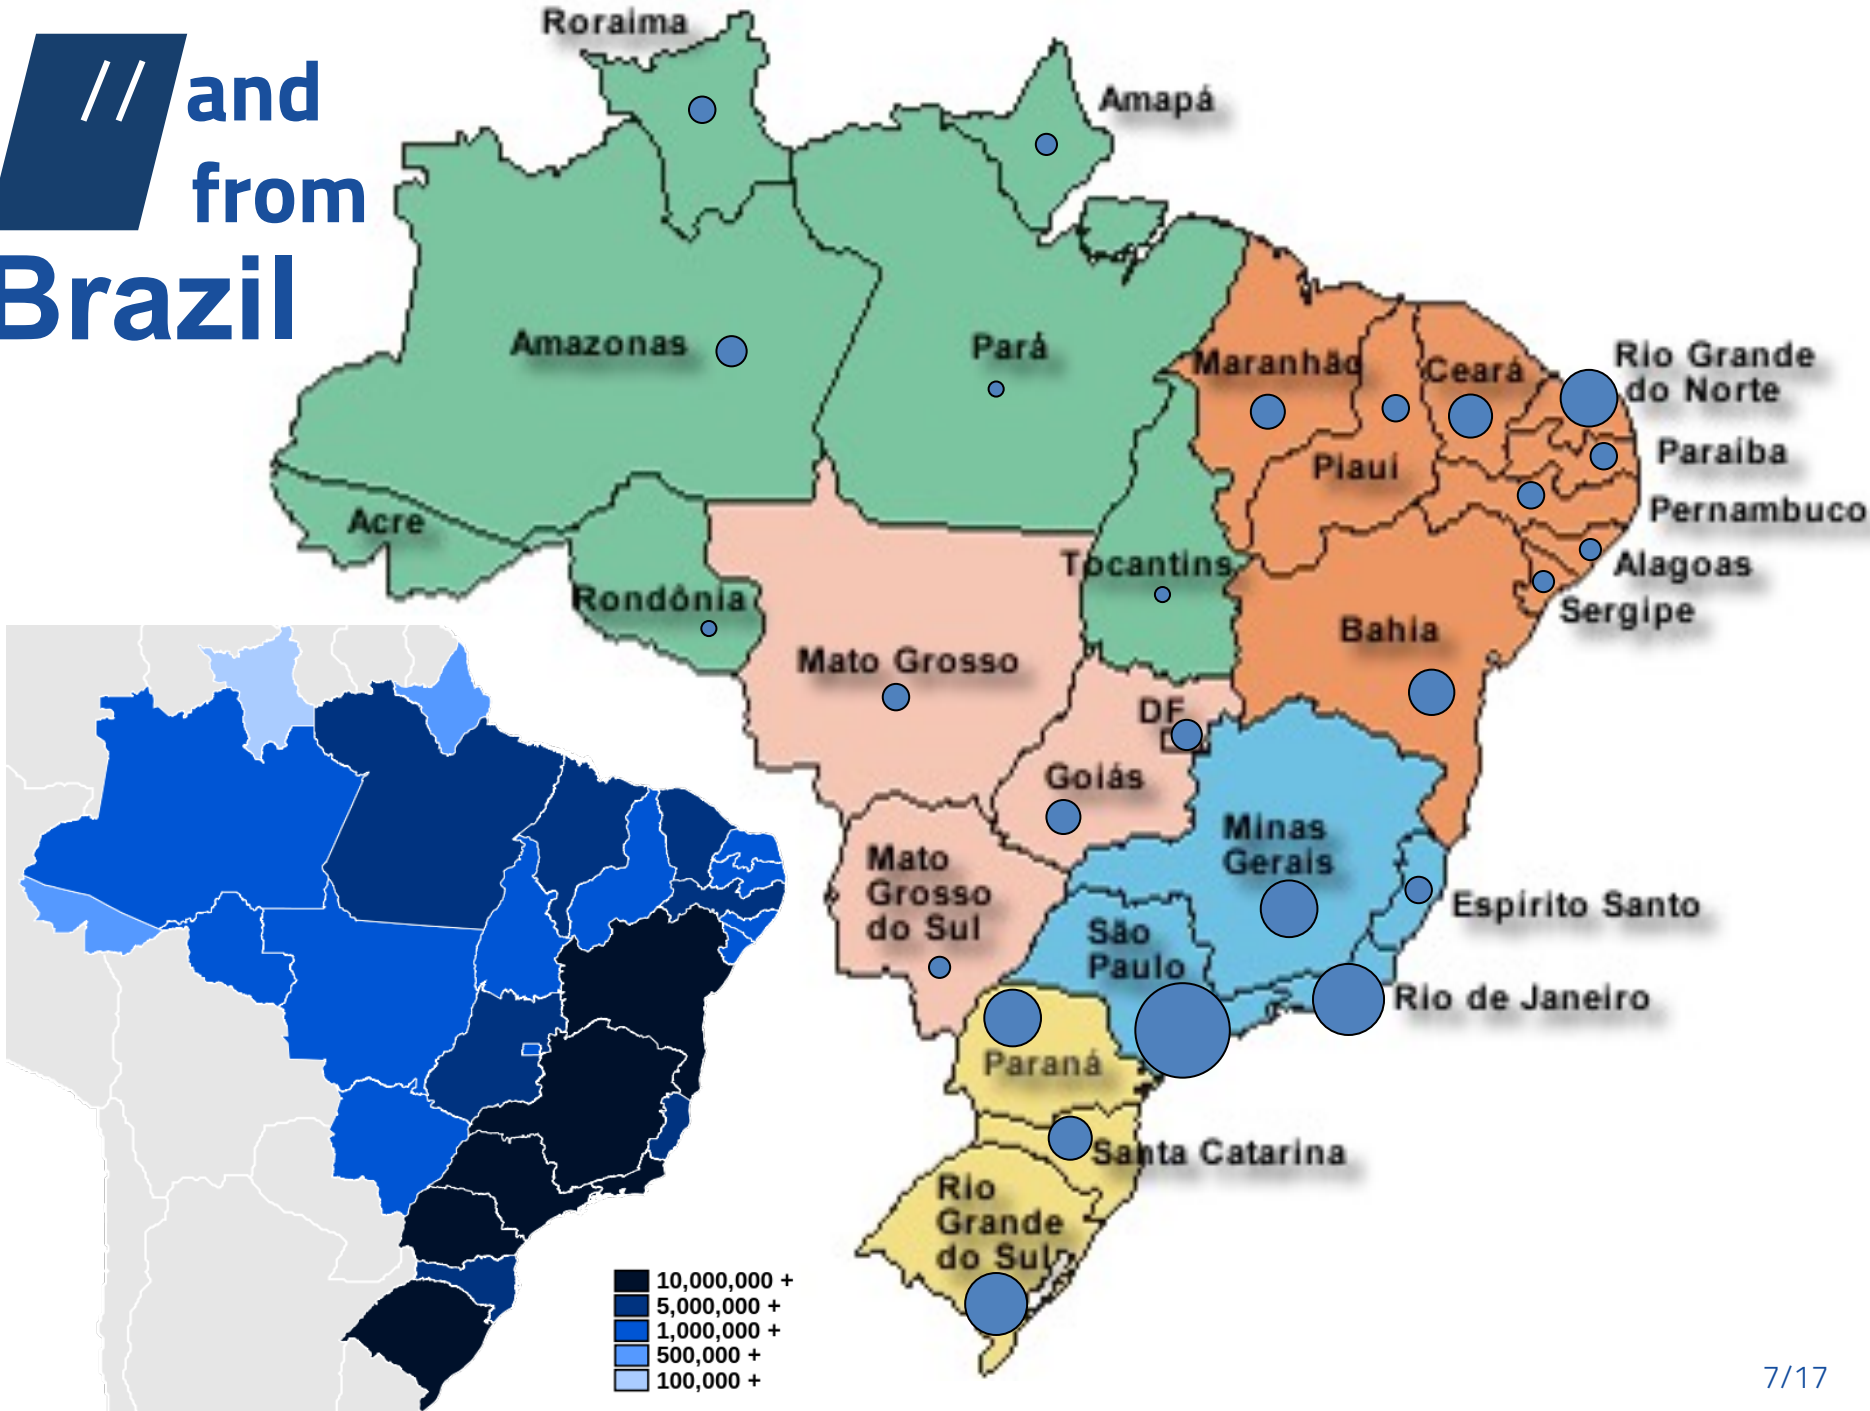 // and
from
Brazil
Roraima
Amapá
Amazonas
Pará
Maranhão
Ceará
Rio Grande
do Norte
Piauí
Paraíba
Pernambuco
Acre
Alagoas
Tocantins
Rondônia
Sergipe
Bahia
Mato Grosso
DF
Goiás
Minas
Gerais
Mato
Grosso
do Sul
Espírito Santo
São
Paulo
Rio de Janeiro
Paraná
Santa Catarina
Rio
Grande
do Sul
10,000,000 +
5,000,000 +
1,000,000 +
500,000 +
100,000 +
7/17